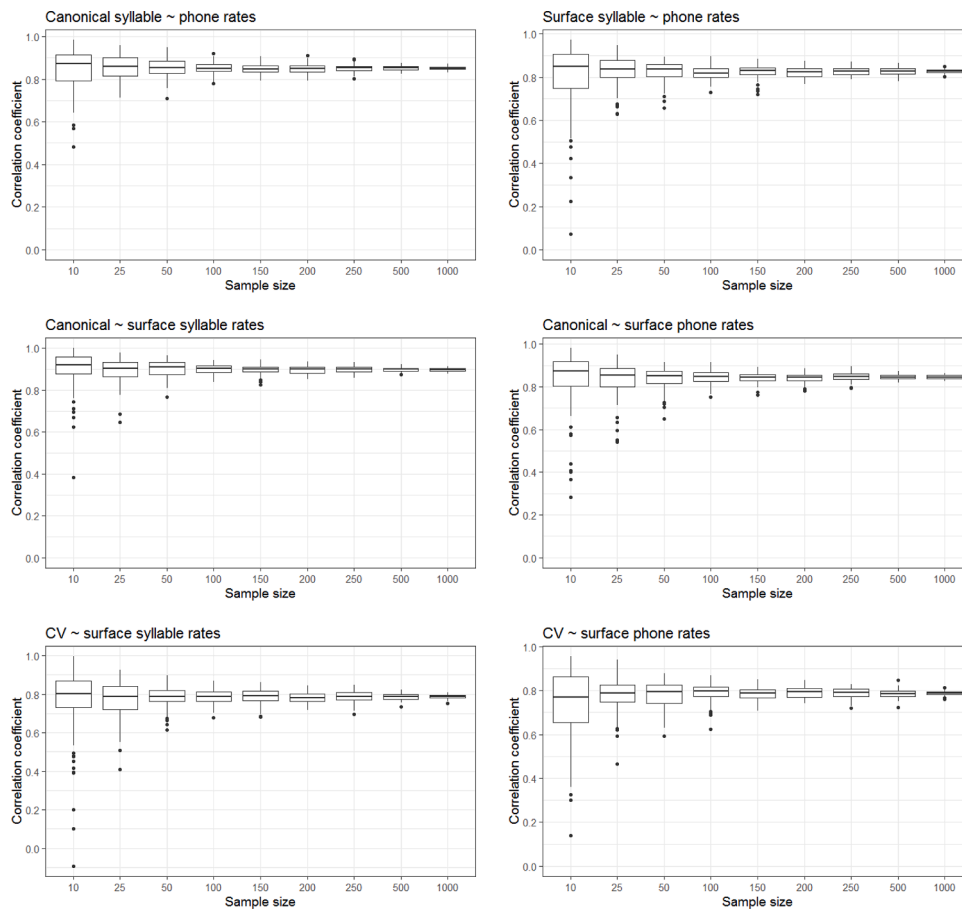 Canonical syllable ~ phone rates
Correlation coefficient
1.0
0.8
0.6
0.4
0.2
0.0
10 25 50 100 150 200 250 500 1000
Sample size
Surface syllable ~ phone rates
Correlation coefficient
1.0
0.8
0.6
0.4
0.2
0.0
10 25 50 100 150 200 250 500 1000
Sample size
Canonical ~ surface syllable rates
Correlation coefficient
1.0
0.8
0.6
0.4
0.2
0.0
10 25 50 100 150 200 250 500 1000
Sample size
Canonical ~ surface phone rates
Correlation coefficient
1.0
0.8
0.6
0.4
0.2
0.0
10 25 50 100 150 200 250 500 1000
Sample size
CV ~ surface syllable rates
Correlation coefficient
1.0
0.8
0.4
0.2
0.8
0.0
10 25 50 100 150 200 250 500 1000
Sample size
CV ~ surface phone rates
Correlation coefficient
1.0
0.8
0.6
0.4
0.2
0.0
10 25 50 100 150 200 250 500 1000
Sample size